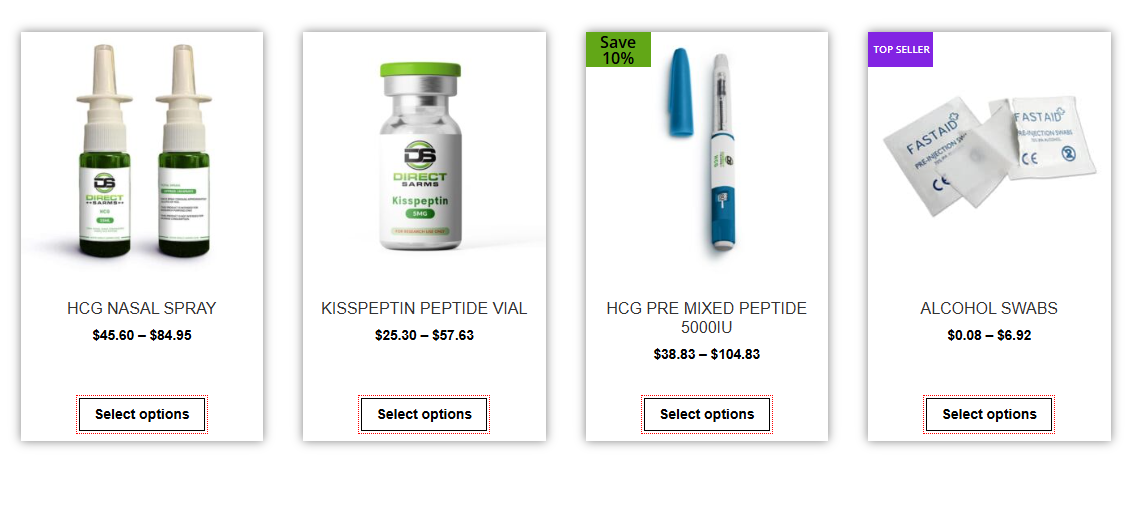 Save
10%
TOP SELLER
DS
DIRECT
SARMS
HCG
5MG
DS
DIRECT
SARMS
Kisspeptin
5MG
FOR RESEARCH USE ONLY
FASTAID
PRE-INJECTION SWABS
CE
FASTAID
PRE-INJECTION SWABS
CE
HCG NASAL SPRAY
$45.60 – $84.95
Select options
KISSPEPTIN PEPTIDE VIAL
$25.30 – $57.63
Select options
HCG PRE MIXED PEPTIDE
5000IU
$38.83 – $104.83
Select options
ALCOHOL SWABS
$0.08 – $6.92
Select options